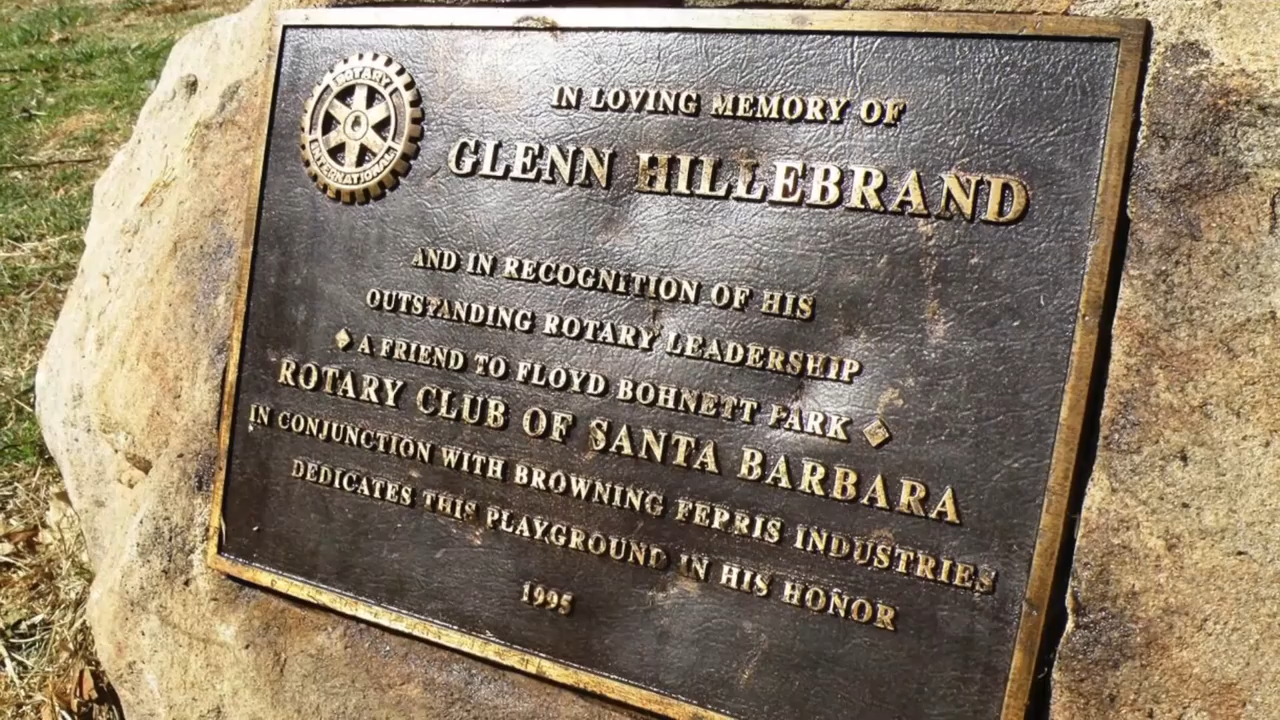 ROTARY
INTERNATIONAL
IN LOVING MEMORY OF
GLENN HILLEBRAND
AND IN RECOGNITION OF HIS
OUTSTANDING ROTARY LEADERSHIP
A FRIEND TO FLOYD BOHNETT PARK
ROTARY CLUB OF SANTA BARBARA
IN CONJUNCTION WITH BROWNING FEPRIS INDUSTRIES
DEDICATES THIS PLAYGROUND IN HIS HONOR
1995